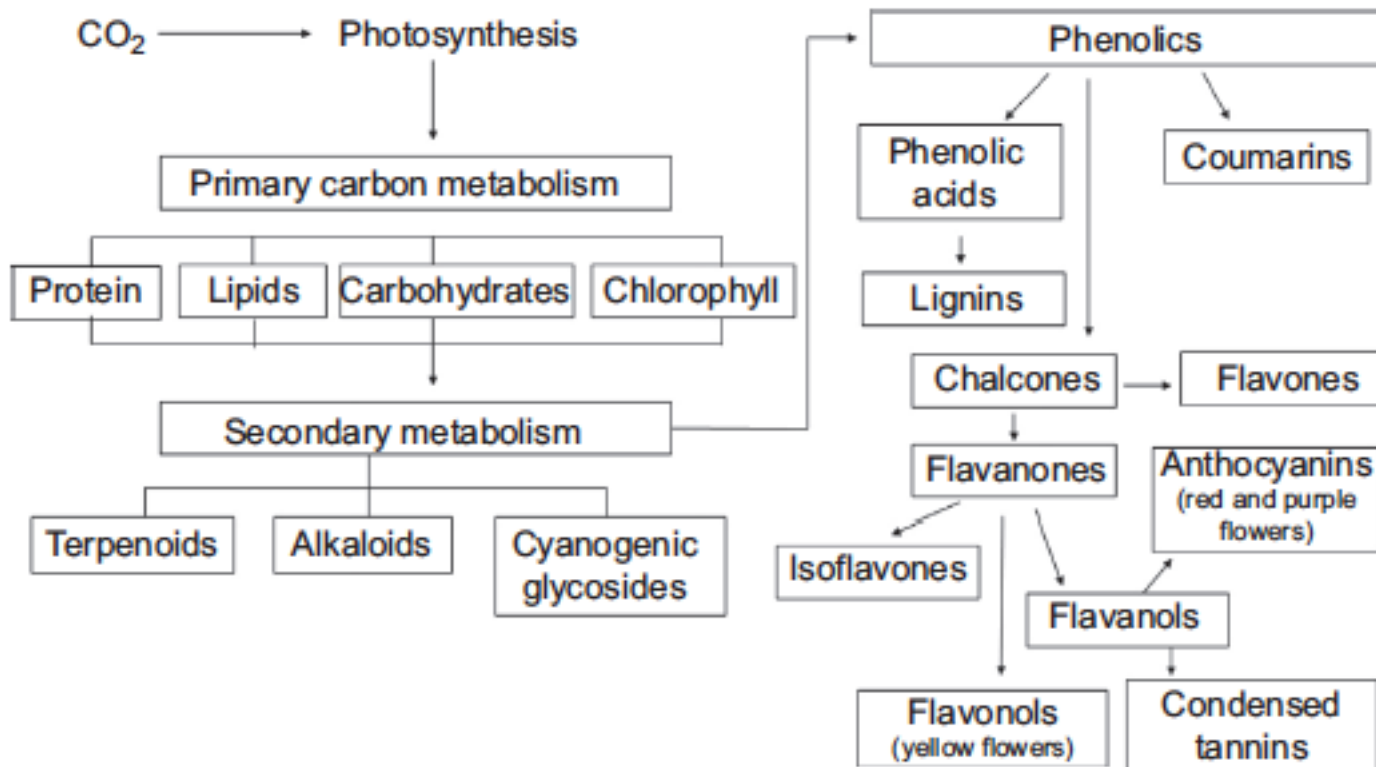 CO₂
Photosynthesis
Primary carbon metabolism
Protein
Lipids
Carbohydrates
Chlorophyll
Secondary metabolism
Terpenoids
Alkaloids
Cyanogenic
glycosides
Phenolics
Phenolic
acids
Coumarins
Lignins
Chalcones
Flavones
Flavanones
Anthocyanins
(red and purple
flowers)
Isoflavones
Flavanols
Flavonols
(yellow flowers)
Condensed
tannins